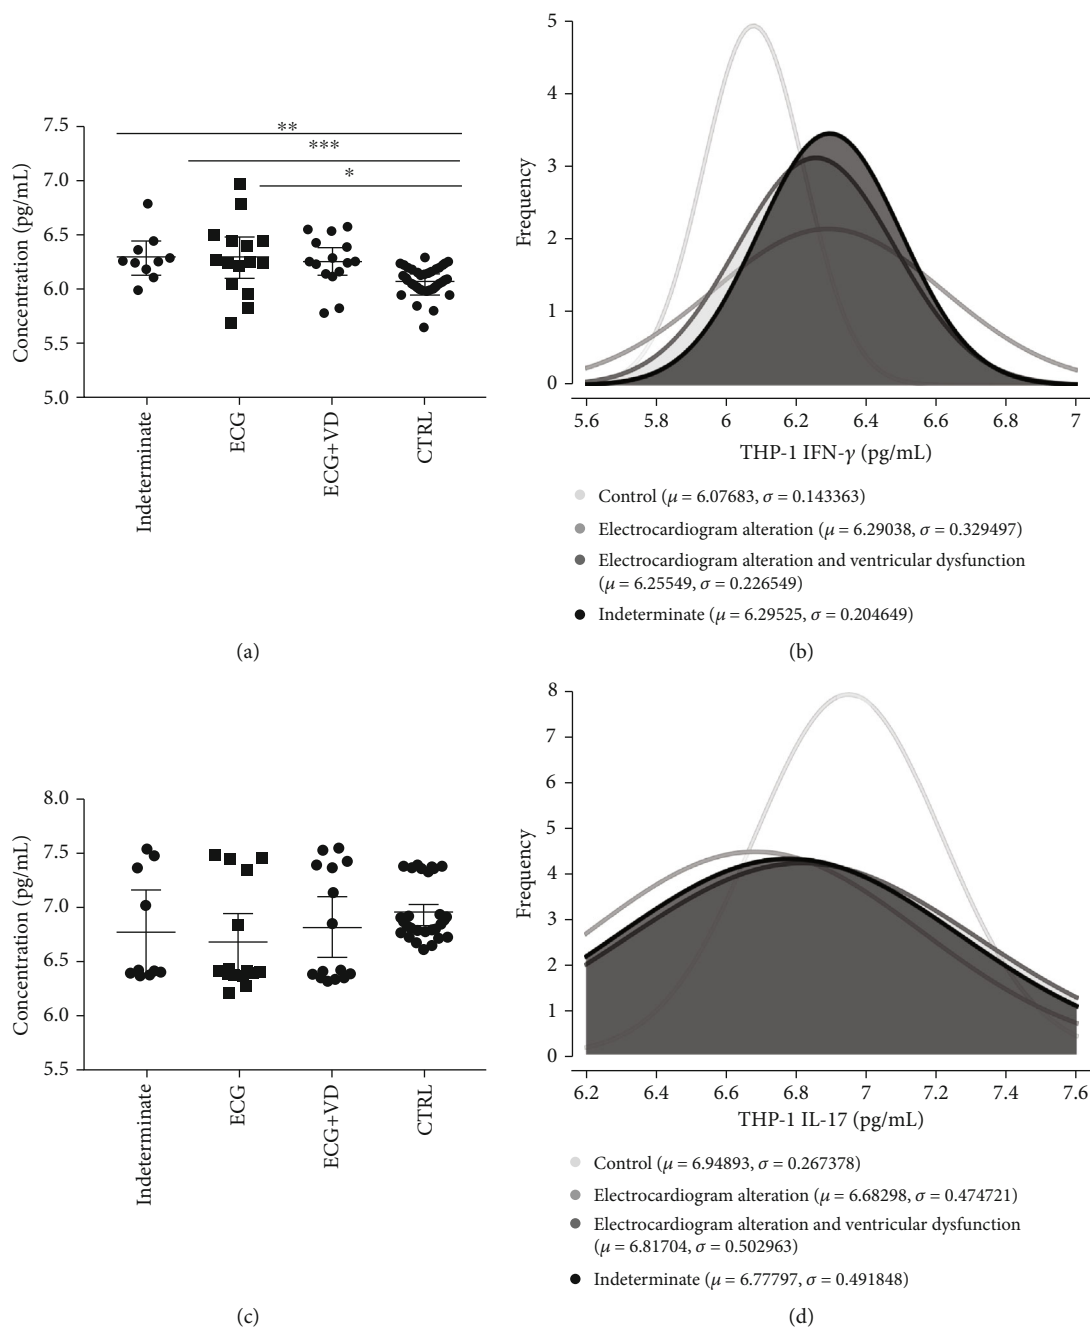 7.5
7.0
6.5
6.0
5.5
5.0
Concentration (pg/mL)
**
***
*
Indeterminate
ECG
ECG+VD
CTRL
(a)
5
4
3
2
1
0
Frequency
5.6 5.8 6 6.2 6.4 6.6 6.8 7
THP-1 IFN-γ (pg/mL)
Control (μ = 6.07683, σ = 0.143363)
Electrocardiogram alteration (μ = 6.29038, σ = 0.329497)
Electrocardiogram alteration and ventricular dysfunction
(μ = 6.25549, σ = 0.226549)
Indeterminate (μ = 6.29525, σ = 0.204649)
(b)
8.0
7.5
7.0
6.5
6.0
5.5
Concentration (pg/mL)
Indeterminate
ECG
ECG+VD
CTRL
(c)
8
7
6
5
4
3
2
1
0
Frequency
6.2 6.4 6.6 6.8 7 7.2 7.4 7.6
THP-1 IL-17 (pg/mL)
Control (μ = 6.94893, σ = 0.267378)
Electrocardiogram alteration (μ = 6.68298, σ = 0.474721)
Electrocardiogram alteration and ventricular dysfunction
(μ = 6.81704, σ = 0.502963)
Indeterminate (μ = 6.77797, σ = 0.491848)
(d)